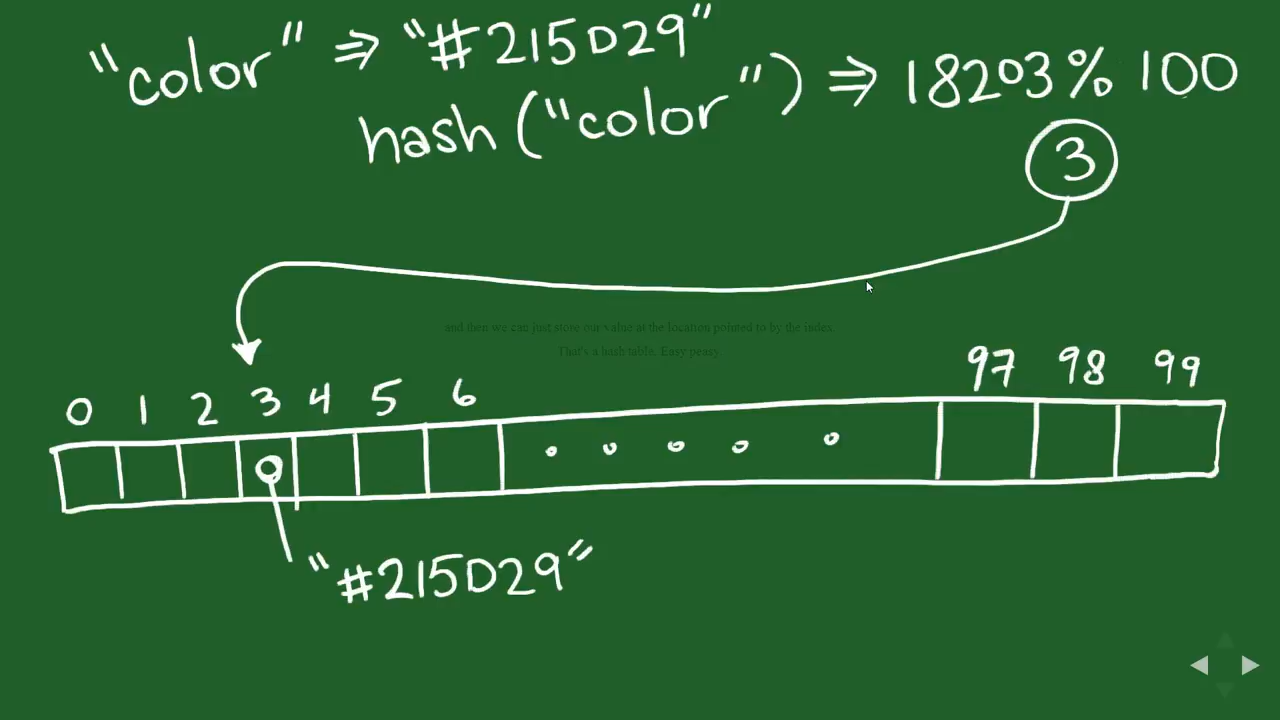 "color" ⇒ "#215D29"
hash ("color") ⇒ 18203 % 100
3
and then we can just store our value at the location pointed to by the index.
That's a hash table. Easy peasy.
0 1 2 3 4 5 6 97 98 99
"#215D29"